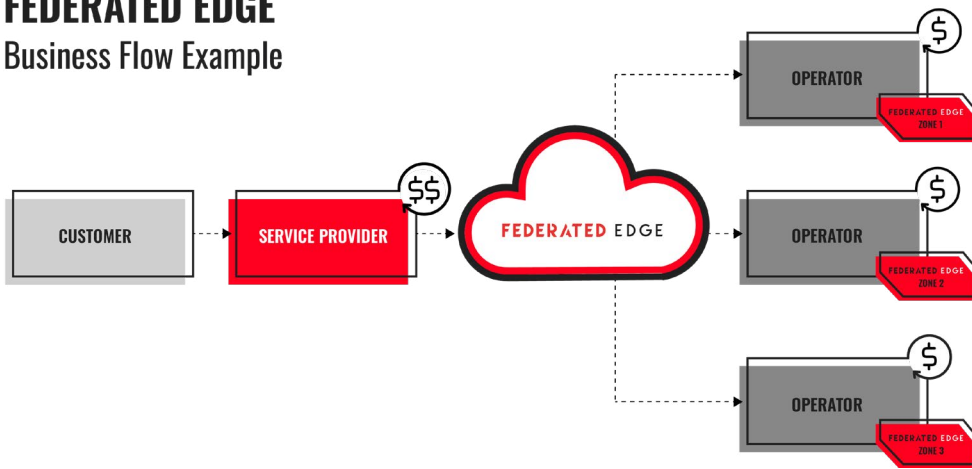 FEDERATED EDGE
Business Flow Example
CUSTOMER
SERVICE PROVIDER
$$
FEDERATED EDGE
OPERATOR
$
FEDERATED EDGE
ZONE 1
OPERATOR
$
FEDERATED EDGE
ZONE 2
OPERATOR
$
FEDERATED EDGE
ZONE 3